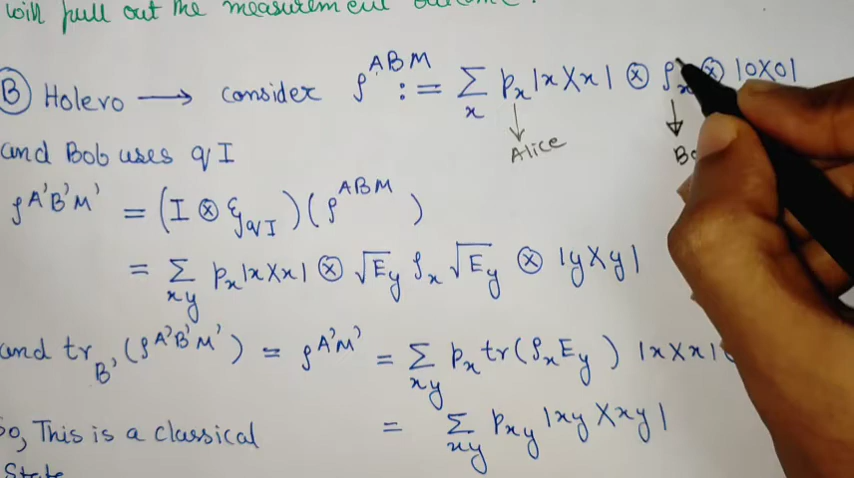 will pull out the measurement outcome.
B Holevo → consider ρ^{ABM} := Σ_x p_x |x⟩⟨x| ⊗ ρ_x ⊗ |0⟩⟨0|
Alice Bo
and Bob uses qI
ρ^{A'B'M'} = (I ⊗ ξ_{qI})(ρ^{ABM})
= Σ_{xy} p_x |x⟩⟨x| ⊗ √E_y ρ_x √E_y ⊗ |y⟩⟨y|
and tr_{B'}(ρ^{A'B'M'}) = ρ^{A'M'} = Σ_{xy} p_x tr(ρ_x E_y) |x⟩⟨x|
So, This is a classical = Σ_{xy} p_{xy} |xy⟩⟨xy|
State